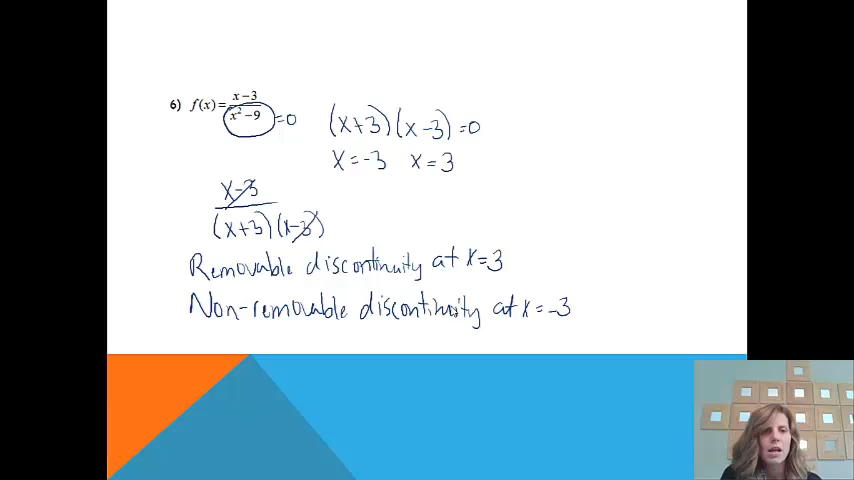 6) f(x) = x-3 / x² - 9 = 0
(x+3)(x-3)=0
x=-3 x=3
x-3
(x+3)(x-3)
Removable discontinuity at x=3
Non-removable discontinuity at x=-3